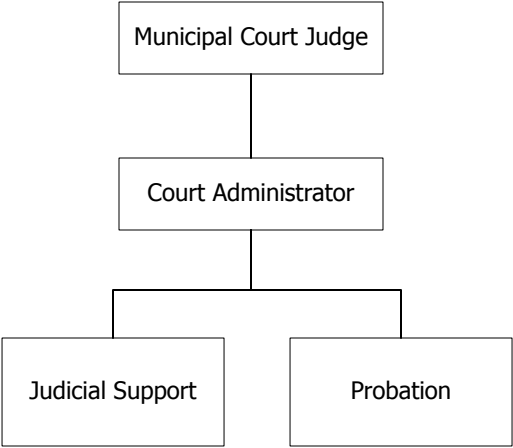 Municipal Court Judge
Court Administrator
Judicial Support
Probation